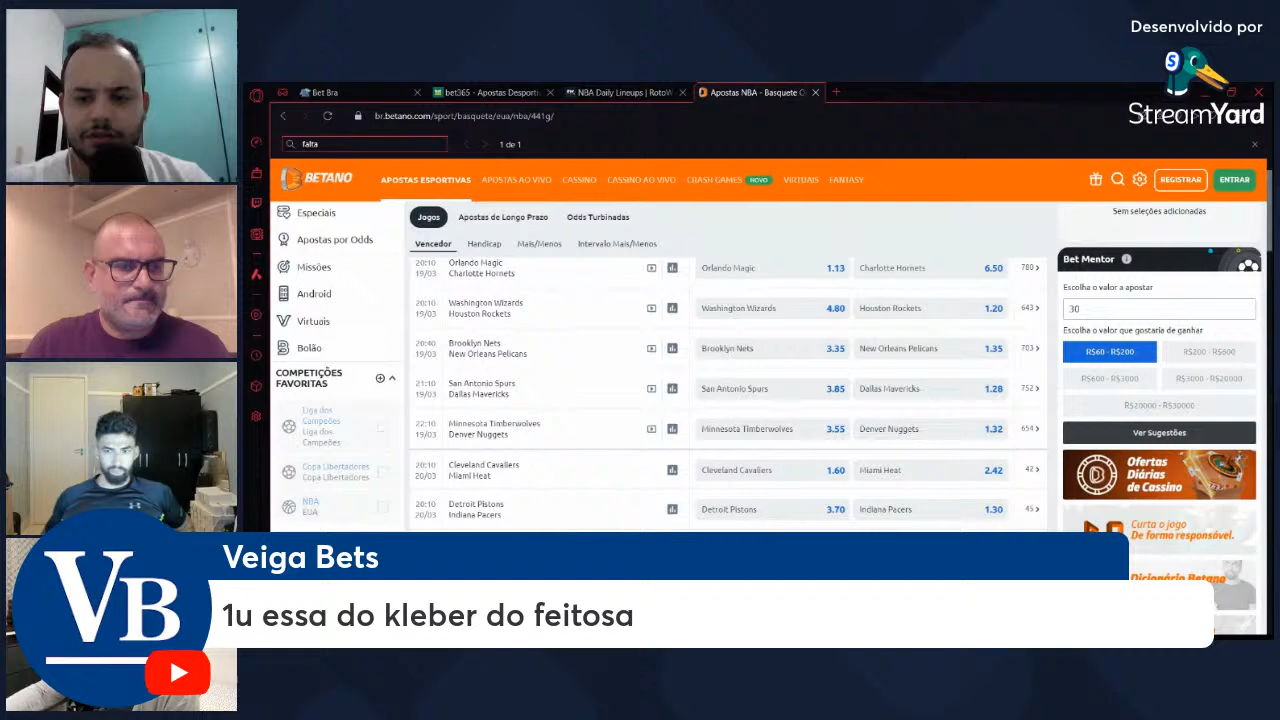 Desenvolvido por
StreamYard
Bet Bra
bet365 - Apostas Desporti
NBA Daily Lineups | RotoW
Apostas NBA - Basquete
br.betano.com/sport/basquete/eua/nba/441g/
falta
1 de 1
BETANO
APOSTAS ESPORTIVAS
APOSTAS AO VIVO
CASSINO
CASSINO AO VIVO
CRASH GAMES
NOVO
VIRTUAIS
FANTASY
REGISTRAR
ENTRAR
Especiais
Apostas por Odds
Missões
Android
Virtuais
Bolão
COMPETIÇÕES
FAVORITAS
Liga dos
Campeões
Liga dos
Campeões
Copa Libertadores
Copa Libertadores
NBA
EUA
Jogos
Apostas de Longo Prazo
Odds Turbinadas
Vencedor
Handicap
Mais/Menos
Intervalo Mais/Menos
20:10 Orlando Magic
19/03 Charlotte Hornets
Orlando Magic 1.13 Charlotte Hornets 6.50 780
20:10 Washington Wizards
19/03 Houston Rockets
Washington Wizards 4.80 Houston Rockets 1.20 643
20:40 Brooklyn Nets
19/03 New Orleans Pelicans
Brooklyn Nets 3.35 New Orleans Pelicans 1.35 703
21:10 San Antonio Spurs
19/03 Dallas Mavericks
San Antonio Spurs 3.85 Dallas Mavericks 1.28 752
22:10 Minnesota Timberwolves
19/03 Denver Nuggets
Minnesota Timberwolves 3.55 Denver Nuggets 1.32 654
20:10 Cleveland Cavaliers
20/03 Miami Heat
Cleveland Cavaliers 1.60 Miami Heat 2.42 42
20:10 Detroit Pistons
20/03 Indiana Pacers
Detroit Pistons 3.70 Indiana Pacers 1.30 45
Sem seleções adicionadas
Bet Mentor
Escolha o valor a apostar
30
Escolha o valor que gostaria de ganhar
R$60 - R$200
R$200 - R$600
R$600 - R$3000
R$3000 - R$20000
R$20000 - R$30000
Ver Sugestões
Ofertas
Diárias
de Cassino
Curta o jogo
De forma responsável.
Dicionário Betano
VB
Veiga Bets
1u essa do kleber do feitosa